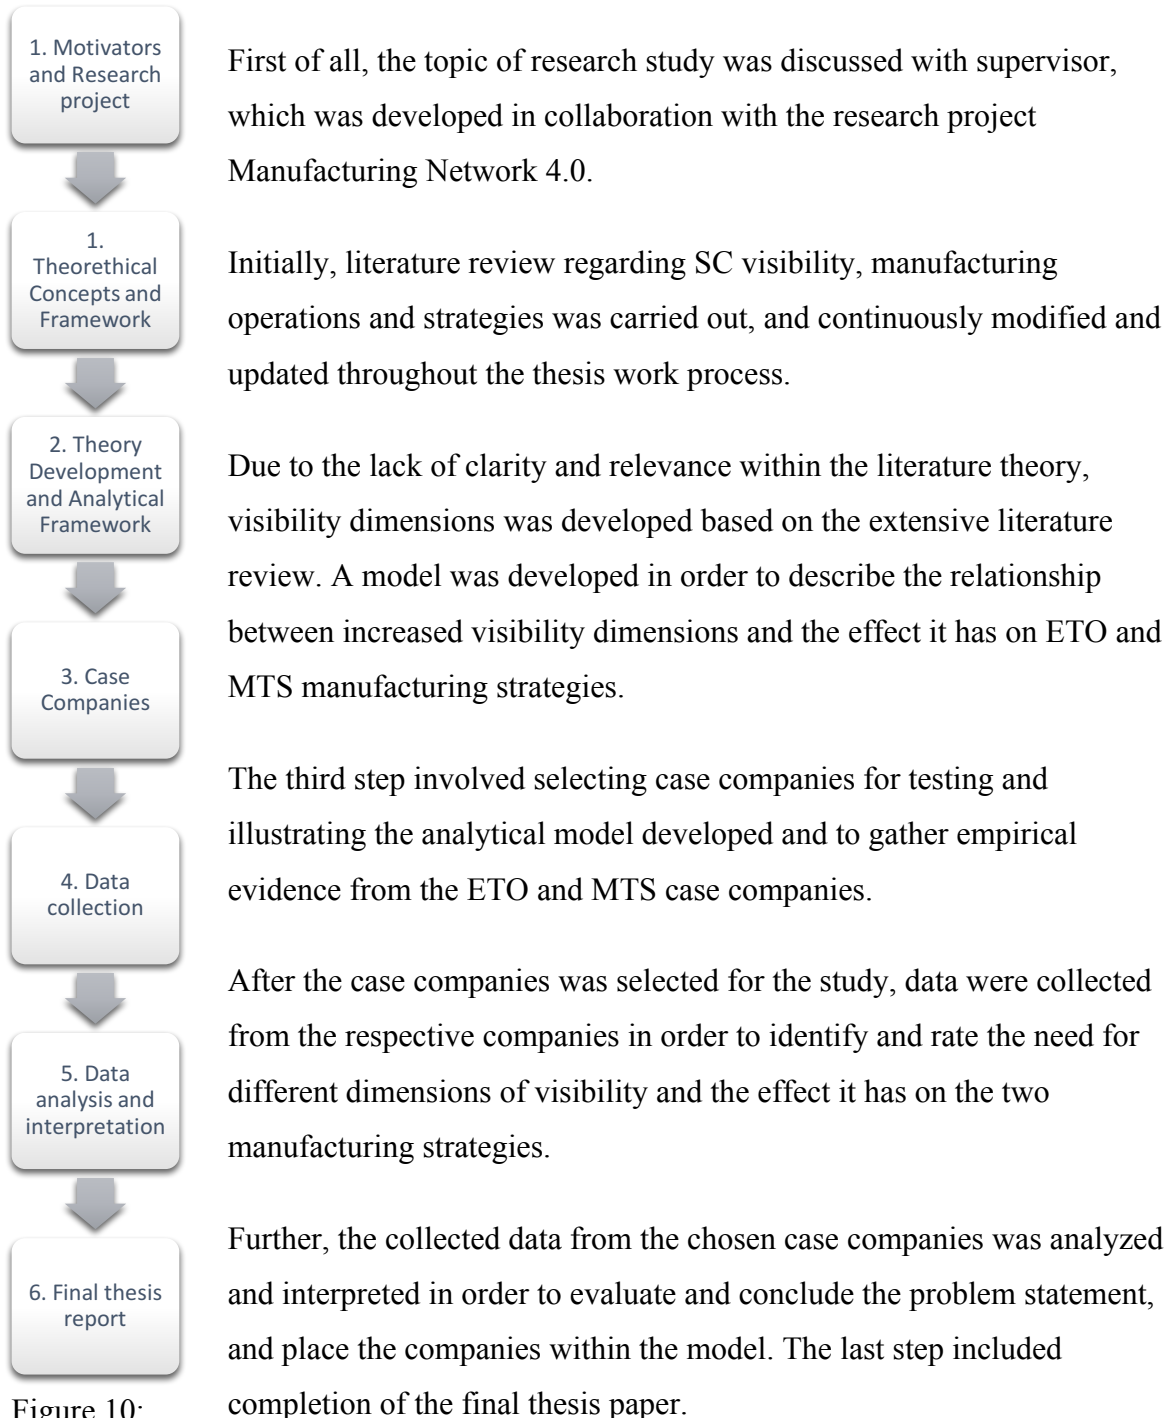 1. Motivators
and Research
project
First of all, the topic of research study was discussed with supervisor,
which was developed in collaboration with the research project
Manufacturing Network 4.0.
1.
Theorethical
Concepts and
Framework
Initially, literature review regarding SC visibility, manufacturing
operations and strategies was carried out, and continuously modified and
updated throughout the thesis work process.
2. Theory
Development
and Analytical
Framework
Due to the lack of clarity and relevance within the literature theory,
visibility dimensions was developed based on the extensive literature
review. A model was developed in order to describe the relationship
between increased visibility dimensions and the effect it has on ETO and
MTS manufacturing strategies.
3. Case
Companies
The third step involved selecting case companies for testing and
illustrating the analytical model developed and to gather empirical
evidence from the ETO and MTS case companies.
4. Data
collection
After the case companies was selected for the study, data were collected
from the respective companies in order to identify and rate the need for
different dimensions of visibility and the effect it has on the two
manufacturing strategies.
5. Data
analysis and
interpretation
Further, the collected data from the chosen case companies was analyzed
and interpreted in order to evaluate and conclude the problem statement,
and place the companies within the model. The last step included
completion of the final thesis paper.
6. Final thesis
report
Figure 10: